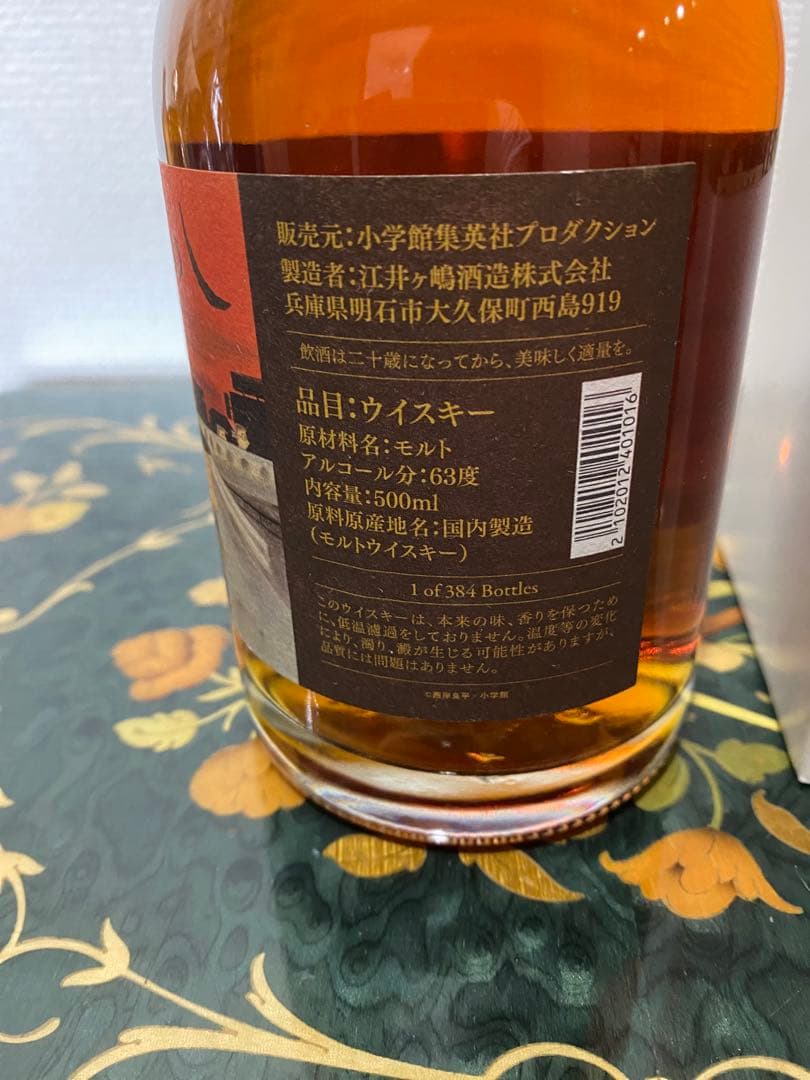 販売元：小学館集英社プロダクション
製造者：江井ヶ嶋酒造株式会社
兵庫県明石市大久保町西島919
飲酒は二十歳になってから、美味しく適量を。
品目：ウイスキー
原材料名：モルト
アルコール分：63度
内容量：500ml
原料原産地名：国内製造
（モルトウイスキー）
2102012401016
1 of 384 Bottles
このウイスキーは、本来の味、香りを保つため
に、低温濾過をしておりません。温度等の変化
により、濁り、澱が生じる可能性がありますが、
品質には問題はありません。
©西岸良平／小学館